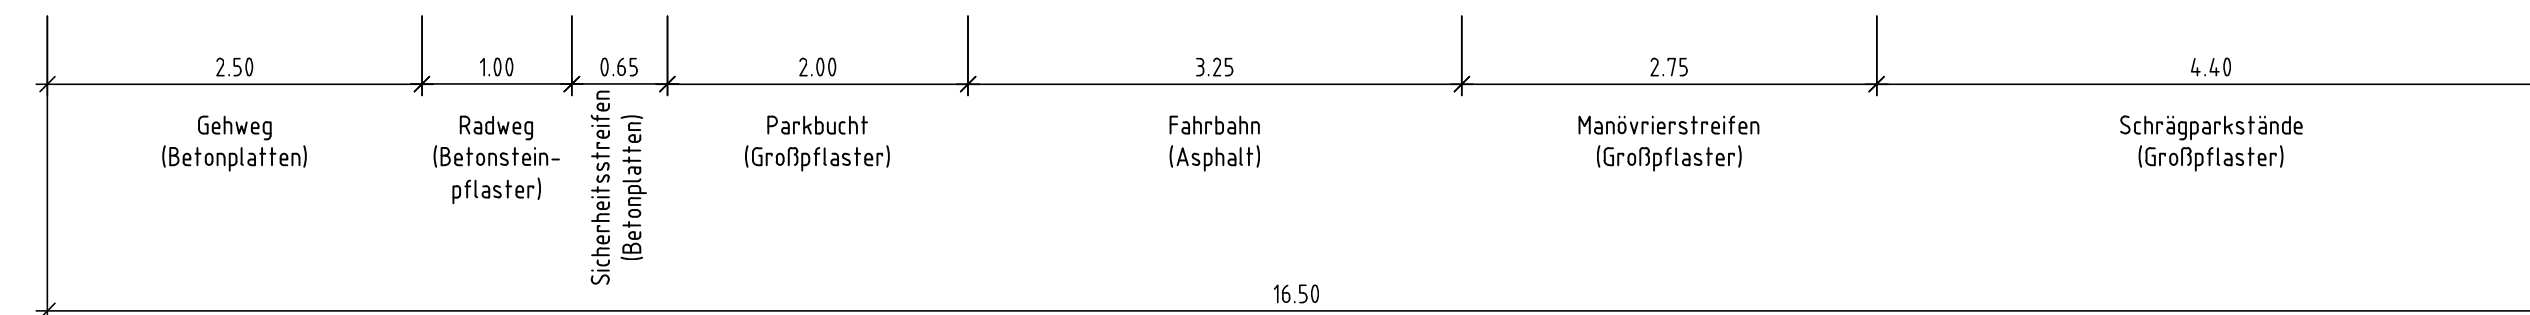 2.50 1.00 0.65 2.00 3.25 2.75 4.40
Gehweg
(Betonplatten)
Radweg
(Betonstein-
pflaster)
Sicherheitsstreifen
(Betonplatten)
Parkbucht
(Großpflaster)
Fahrbahn
(Asphalt)
Manövrierstreifen
(Großpflaster)
Schrägparkstände
(Großpflaster)
16.50